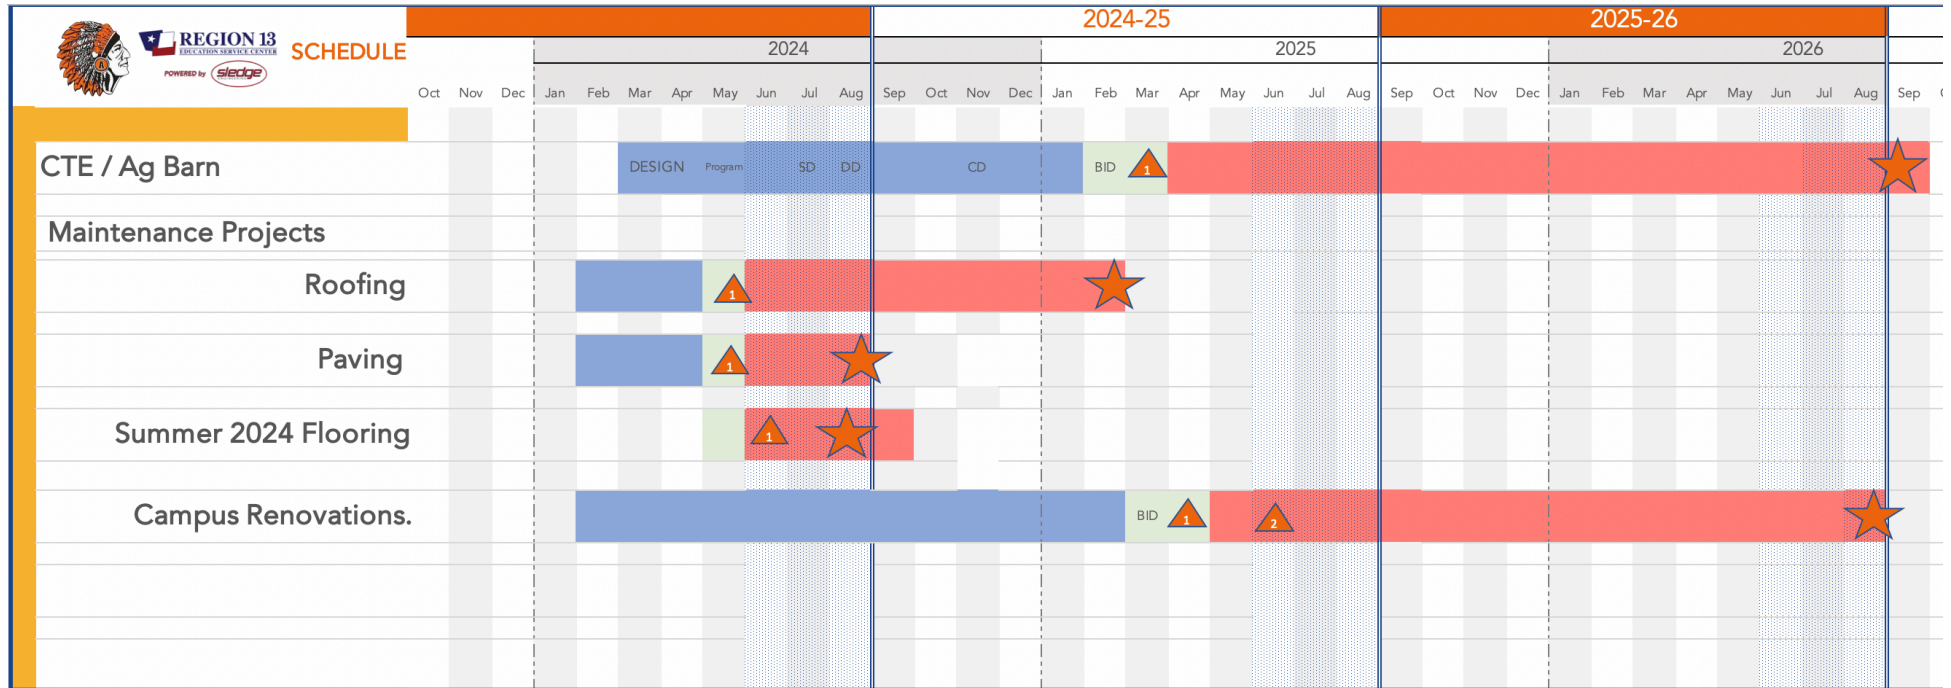 2024-25 2025-26
REGION 13
EDUCATION SERVICE CENTER
SCHEDULE
POWERED by sledge
A
2024 2025 2026
Oct Nov Dec Jan Feb Mar Apr May Jun Jul Aug Sep Oct Nov Dec Jan Feb Mar Apr May Jun Jul Aug Sep Oct Nov Dec Jan Feb Mar Apr May Jun Jul Aug Sep
CTE / Ag Barn DESIGN Program SD DD CD BID 1
Maintenance Projects
Roofing 1
Paving 1
Summer 2024 Flooring 1
Campus Renovations. BID 1 2